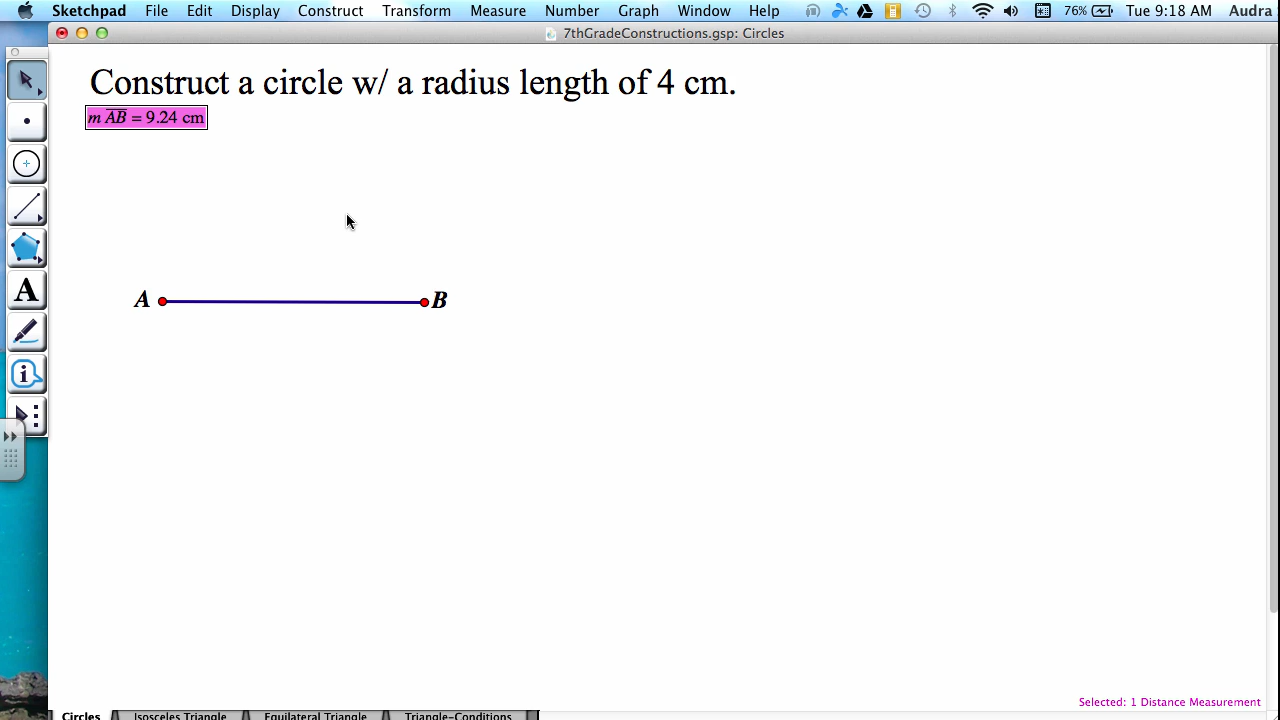 Sketchpad File Edit Display Construct Transform Measure Number Graph Window Help 76% Tue 9:18 AM Audra
7thGradeConstructions.gsp: Circles
Construct a circle w/ a radius length of 4 cm.
m AB = 9.24 cm
A B
A
i
Selected: 1 Distance Measurement
Circles Isosceles Triangle Equilateral Triangle Triangle-Conditions